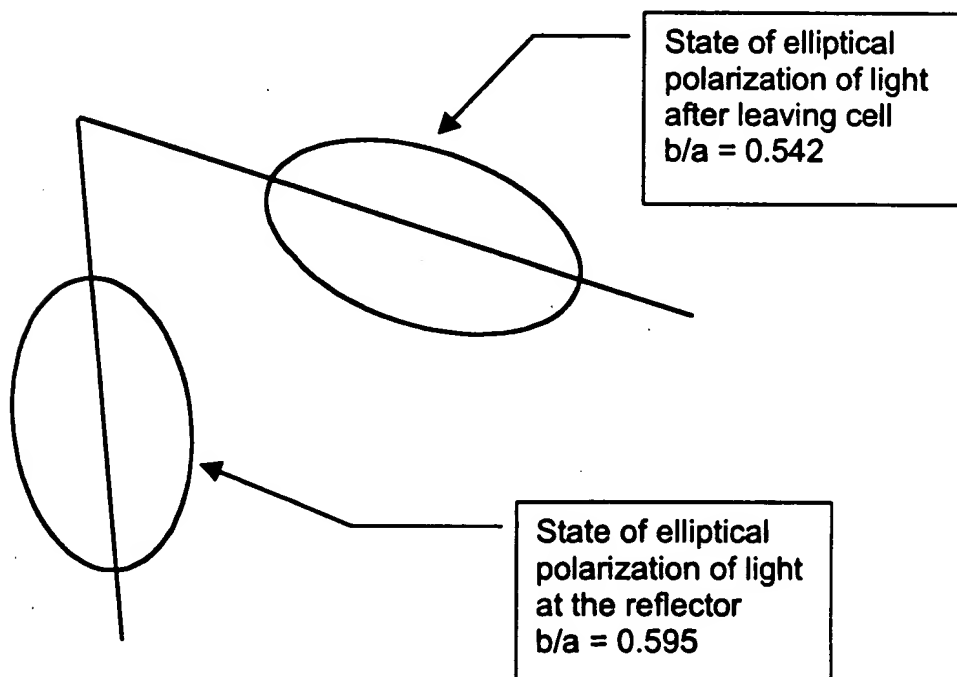 State of elliptical
polarization of light
after leaving cell
b/a = 0.542
State of elliptical
polarization of light
at the reflector
b/a = 0.595